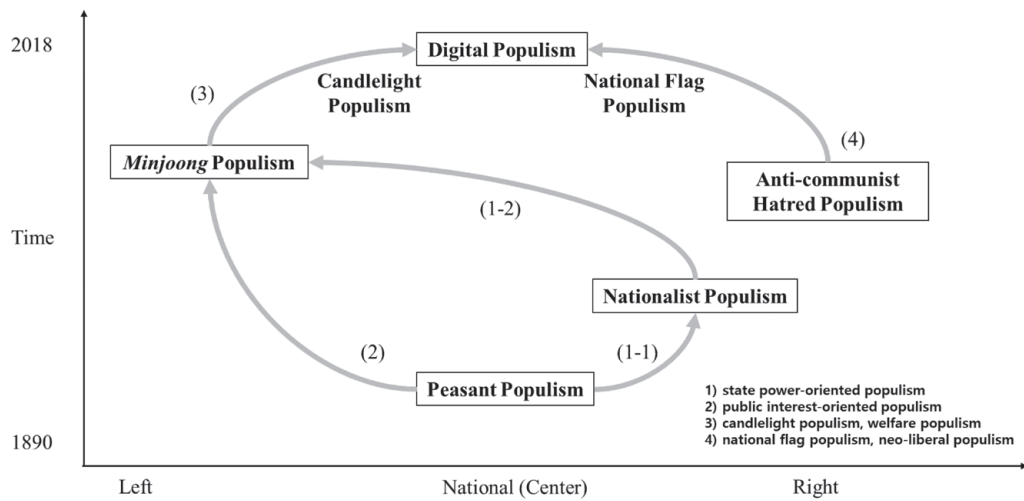 2018
Digital Populism
Candlelight
Populism
National Flag
Populism
(3)
(4)
Minjoong Populism
Anti-communist
Hatred Populism
(1-2)
Time
Nationalist Populism
(2)
(1-1)
Peasant Populism
1) state power-oriented populism
2) public interest-oriented populism
3) candlelight populism, welfare populism
4) national flag populism, neo-liberal populism
1890
Left
National (Center)
Right